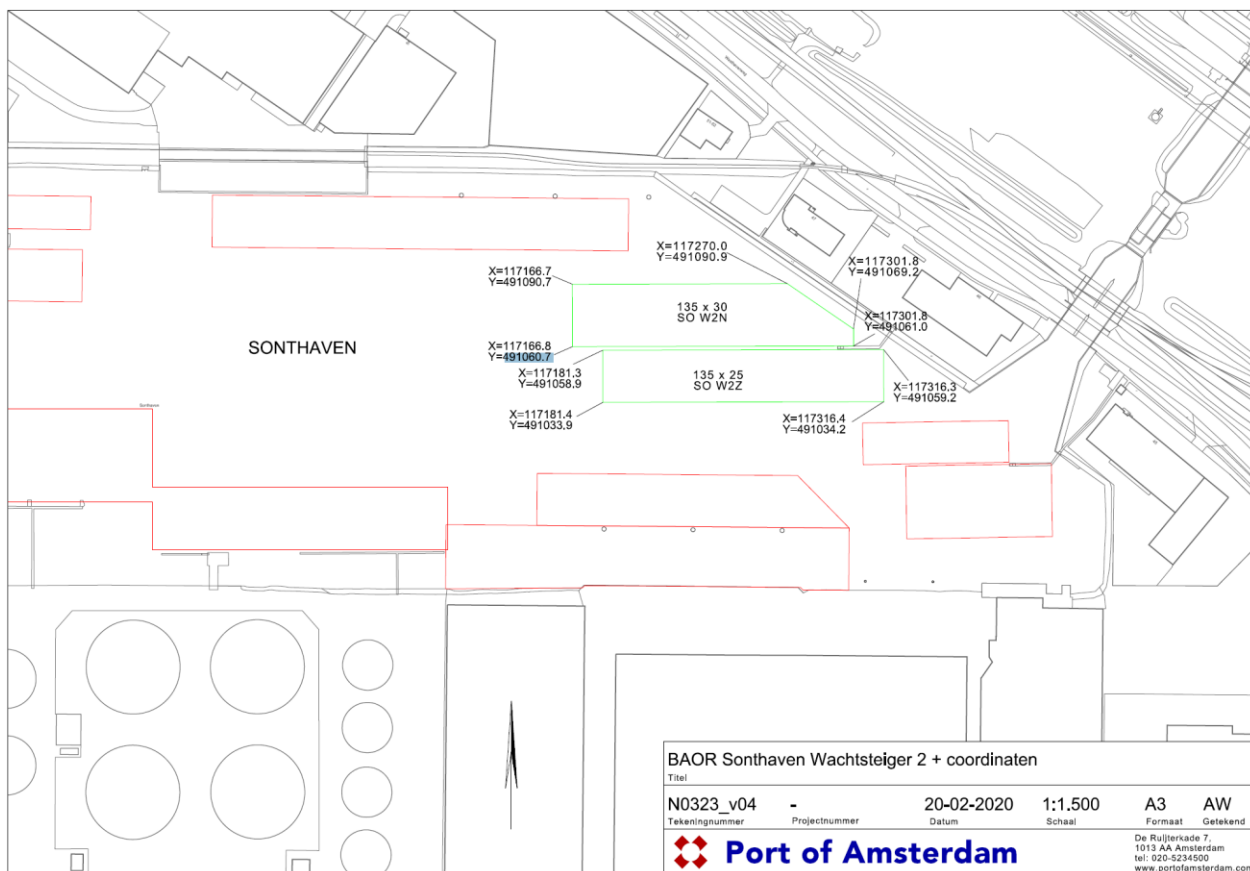 X=117270.0
Y=491090.9
X=117301.8
Y=491069.2
X=117166.7
Y=491090.7
135 x 30
SO W2N
X=117301.8
Y=491061.0
SONTHAVEN
X=117166.8
Y=491060.7
X=117181.3
Y=491058.9
135 x 25
SO W2Z
X=117316.3
Y=491059.2
X=117181.4
Y=491033.9
X=117316.4
Y=491034.2
Sonthaven
BAOR Sonthaven Wachtsteiger 2 + coordinaten
Titel
N0323_v04 - 20-02-2020 1:1.500 A3 AW
Tekeningnummer Projectnummer Datum Schaal Formaat Getekend
Port of Amsterdam
De Ruijterkade 7,
1013 AA Amsterdam
tel: 020-5234500
www.portofamsterdam.com